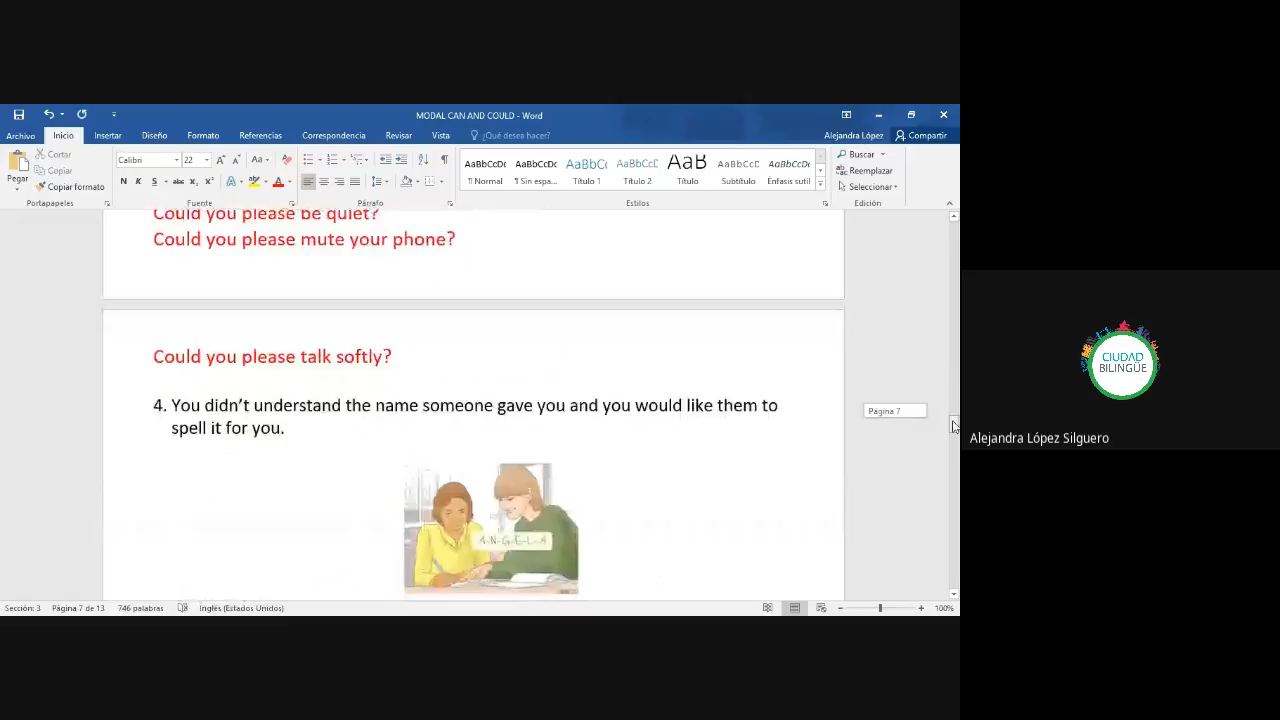 MODAL CAN AND COULD - Word
Archivo Inicio Insertar Diseño Formato Referencias Correspondencia Revisar Vista ¿Qué desea hacer? Alejandra López Compartir
Pegar
Cortar
Copiar
Copiar formato
Portapapeles
Calibri 22
N K S abc
Fuente
Párrafo
AaBbCcDc AaBbCcDc AaBbCc AaBbCcD AaB AaBbCcD AaBbCcDc
¶ Normal ¶ Sin espa... Título 1 Título 2 Título Subtítulo Énfasis sutil
Estilos
Buscar
Reemplazar
Seleccionar
Edición
Could you please be quiet?
Could you please mute your phone?
Could you please talk softly?
4. You didn’t understand the name someone gave you and you would like them to
spell it for you.
A-N-G-E-L-A
Página 7
Sección: 3 Página 7 de 13 746 palabras Inglés (Estados Unidos) 100%
CIUDAD
BILINGÜE
Alejandra López Silguero